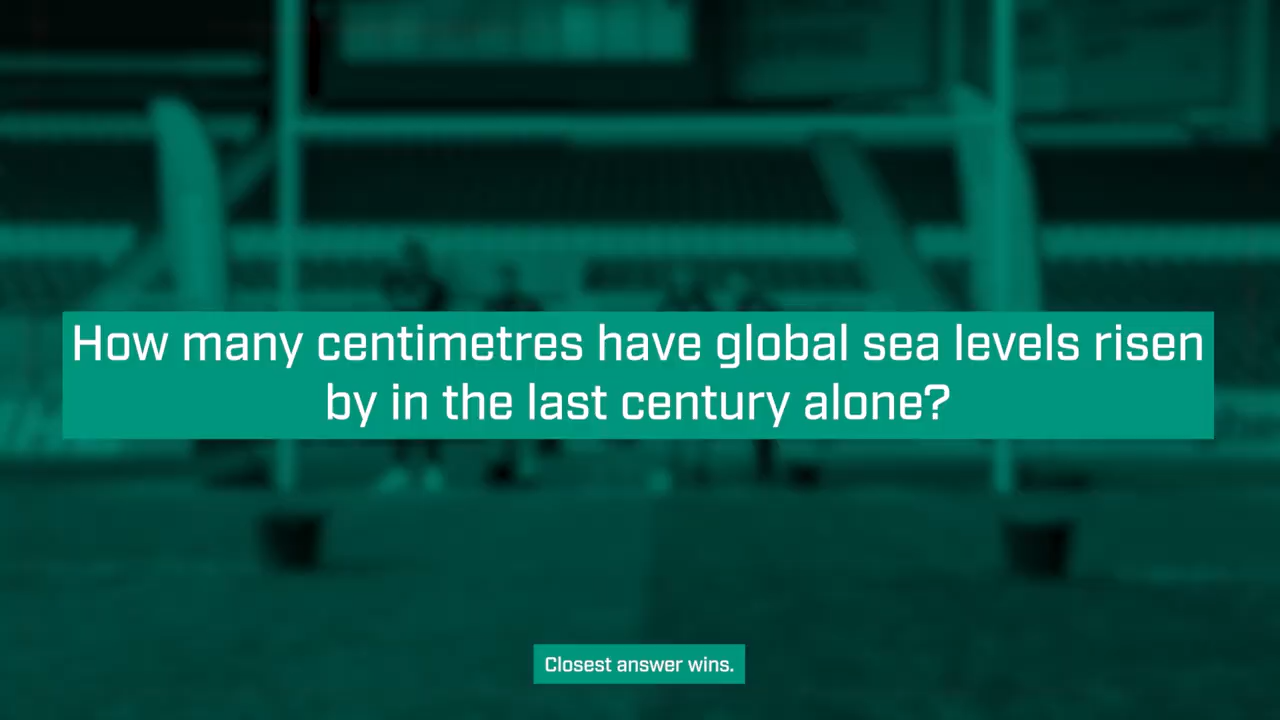 How many centimetres have global sea levels risen
by in the last century alone?
Closest answer wins.